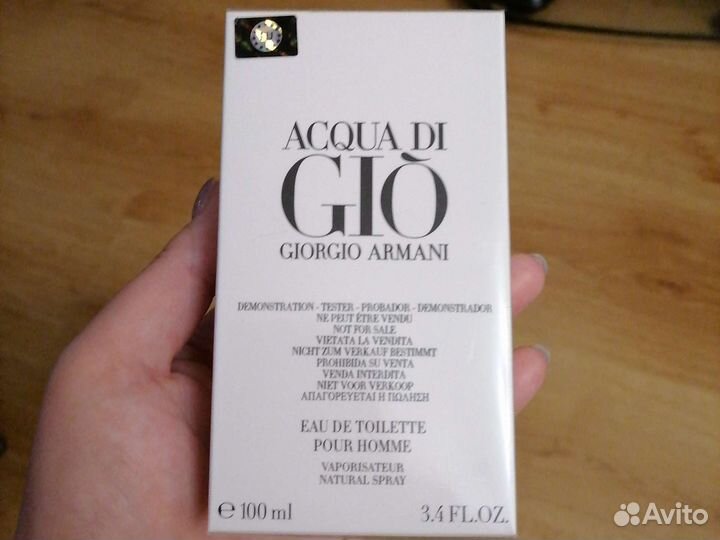 ACQUA DI
GIÒ
GIORGIO ARMANI
DEMONSTRATION - TESTER - PROBADOR - DEMONSTRADOR
NE PEUT ÊTRE VENDU
NOT FOR SALE
VIETATA LA VENDITA
NICHT ZUM VERKAUF BESTIMMT
PROHIBIDA SU VENTA
VENDA INTERDITA
NIET VOOR VERKOOP
ΑΠΑΓΟΡΕΥΕΤΑΙ Η ΠΩΛΗΣΗ
EAU DE TOILETTE
POUR HOMME
VAPORISATEUR
NATURAL SPRAY
e 100 ml 3.4 FL.OZ.
Avito